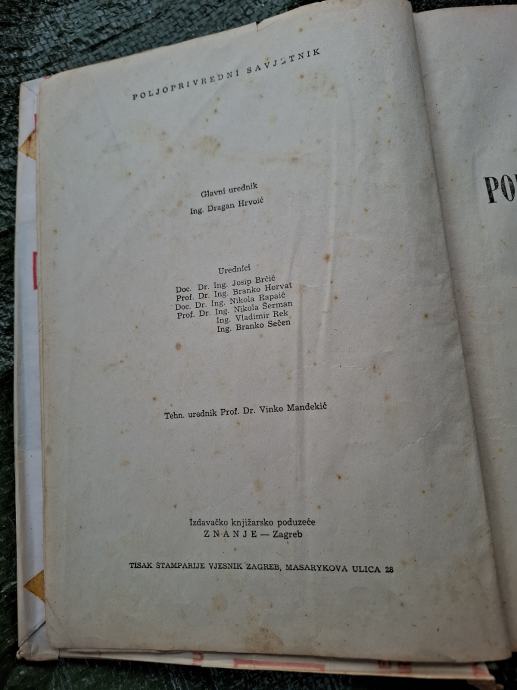 POLJOPRIVREDNI SAVJETNIK
Glavni urednik
Ing. Dragan Hrvoić
Urednici
Doc. Dr. Ing. Josip Brčić
Prof. Dr. Ing. Branko Horvat
Doc. Dr. Ing. Nikola Rapaić
Prof. Dr. Ing. Nikola Šerman
Ing. Vladimir Rek
Ing. Branko Sečen
Tehn. urednik Prof. Dr. Vinko Mandekić
Izdavačko knjižarsko poduzeće
ZNANJE — Zagreb
TISAK ŠTAMPARIJE VJESNIK ZAGREB, MASARYKOVA ULICA 28